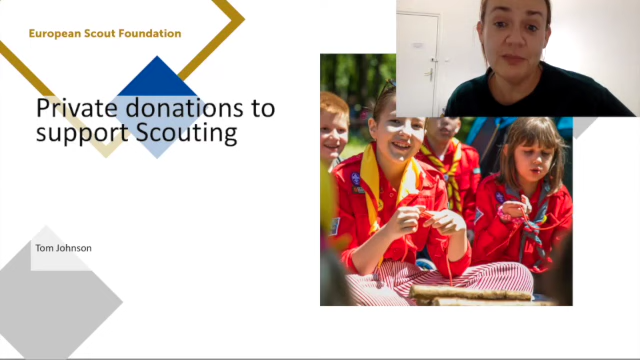 European Scout Foundation
Private donations to
support Scouting
Tom Johnson